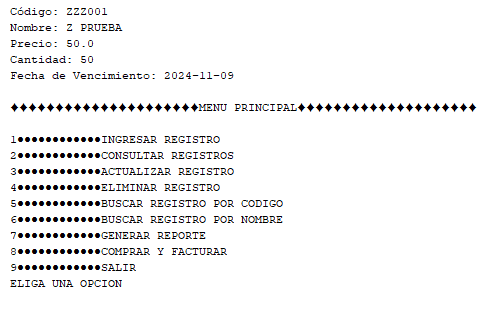 Código: ZZZ001
Nombre: Z PRUEBA
Precio: 50.0
Cantidad: 50
Fecha de Vencimiento: 2024-11-09
♦♦♦♦♦♦♦♦♦♦♦♦♦♦♦♦♦♦♦♦♦MENU PRINCIPAL♦♦♦♦♦♦♦♦♦♦♦♦♦♦♦♦♦♦♦♦
1●●●●●●●●●●●●INGRESAR REGISTRO
2●●●●●●●●●●●●CONSULTAR REGISTROS
3●●●●●●●●●●●●ACTUALIZAR REGISTRO
4●●●●●●●●●●●●ELIMINAR REGISTRO
5●●●●●●●●●●●●BUSCAR REGISTRO POR CODIGO
6●●●●●●●●●●●●BUSCAR REGISTRO POR NOMBRE
7●●●●●●●●●●●●GENERAR REPORTE
8●●●●●●●●●●●●COMPRAR Y FACTURAR
9●●●●●●●●●●●●SALIR
ELIGA UNA OPCION